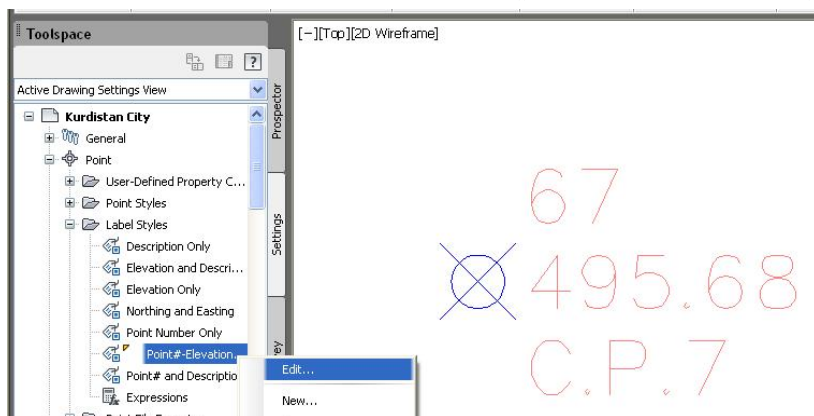 Toolspace
Active Drawing Settings View
Kurdistan City
General
Point
User-Defined Property C...
Point Styles
Label Styles
Description Only
Elevation and Descri...
Elevation Only
Northing and Easting
Point Number Only
Point#-Elevation...
Point# and Descriptio
Expressions
Edit...
New...
Prospector
Settings
[-][Top][2D Wireframe]
67
495.68
C.P.7